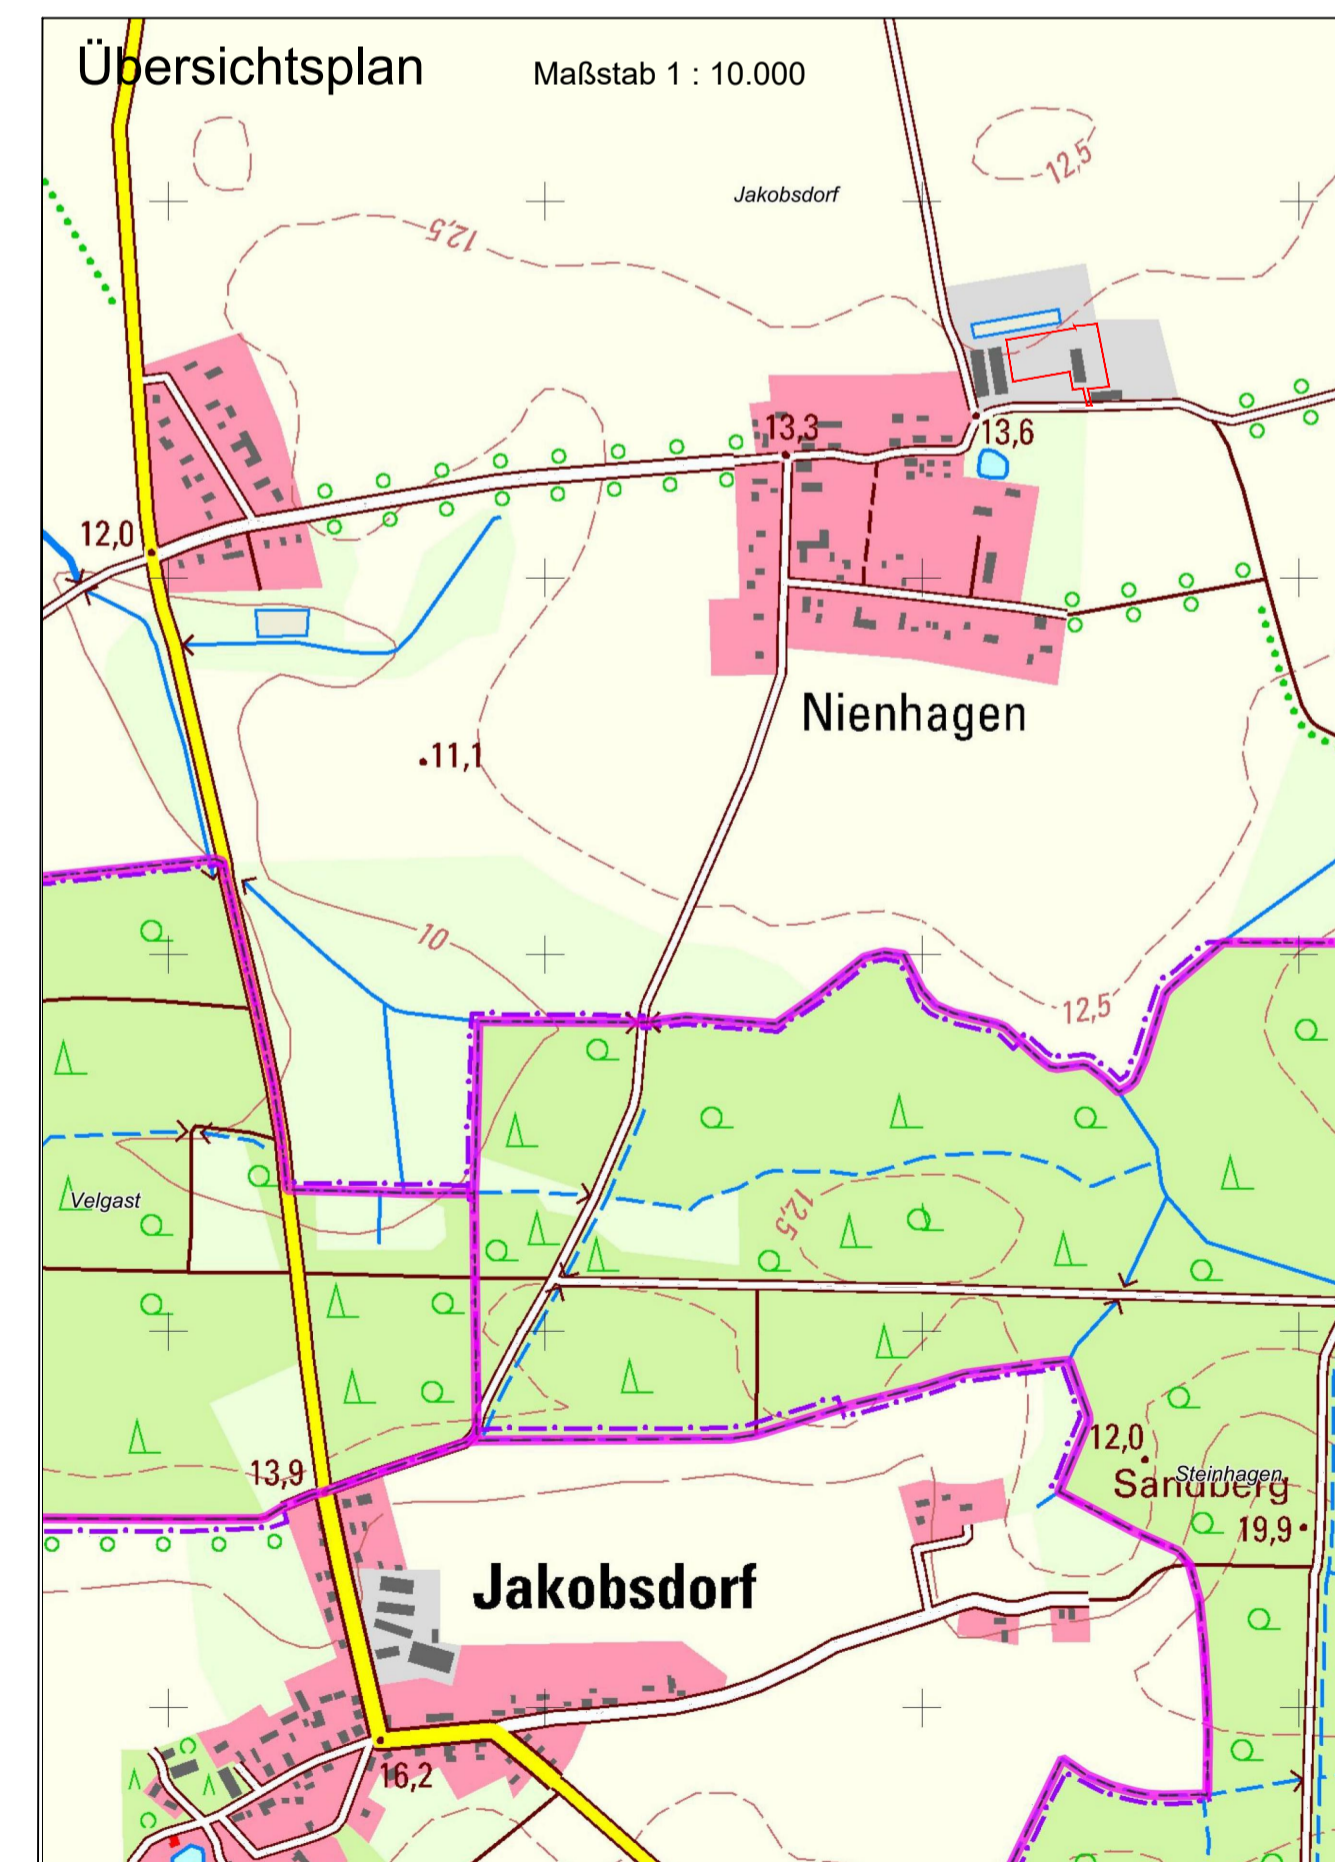 Übersichtsplan
Maßstab 1 : 10.000
12,5
Jakobsdorf
12,5
13,3
13,6
12,0
Nienhagen
11,1
10
12,5
Velgast
12,5
12,0
13,9
Steinhagen
Sandberg
19,9
Jakobsdorf
16,2